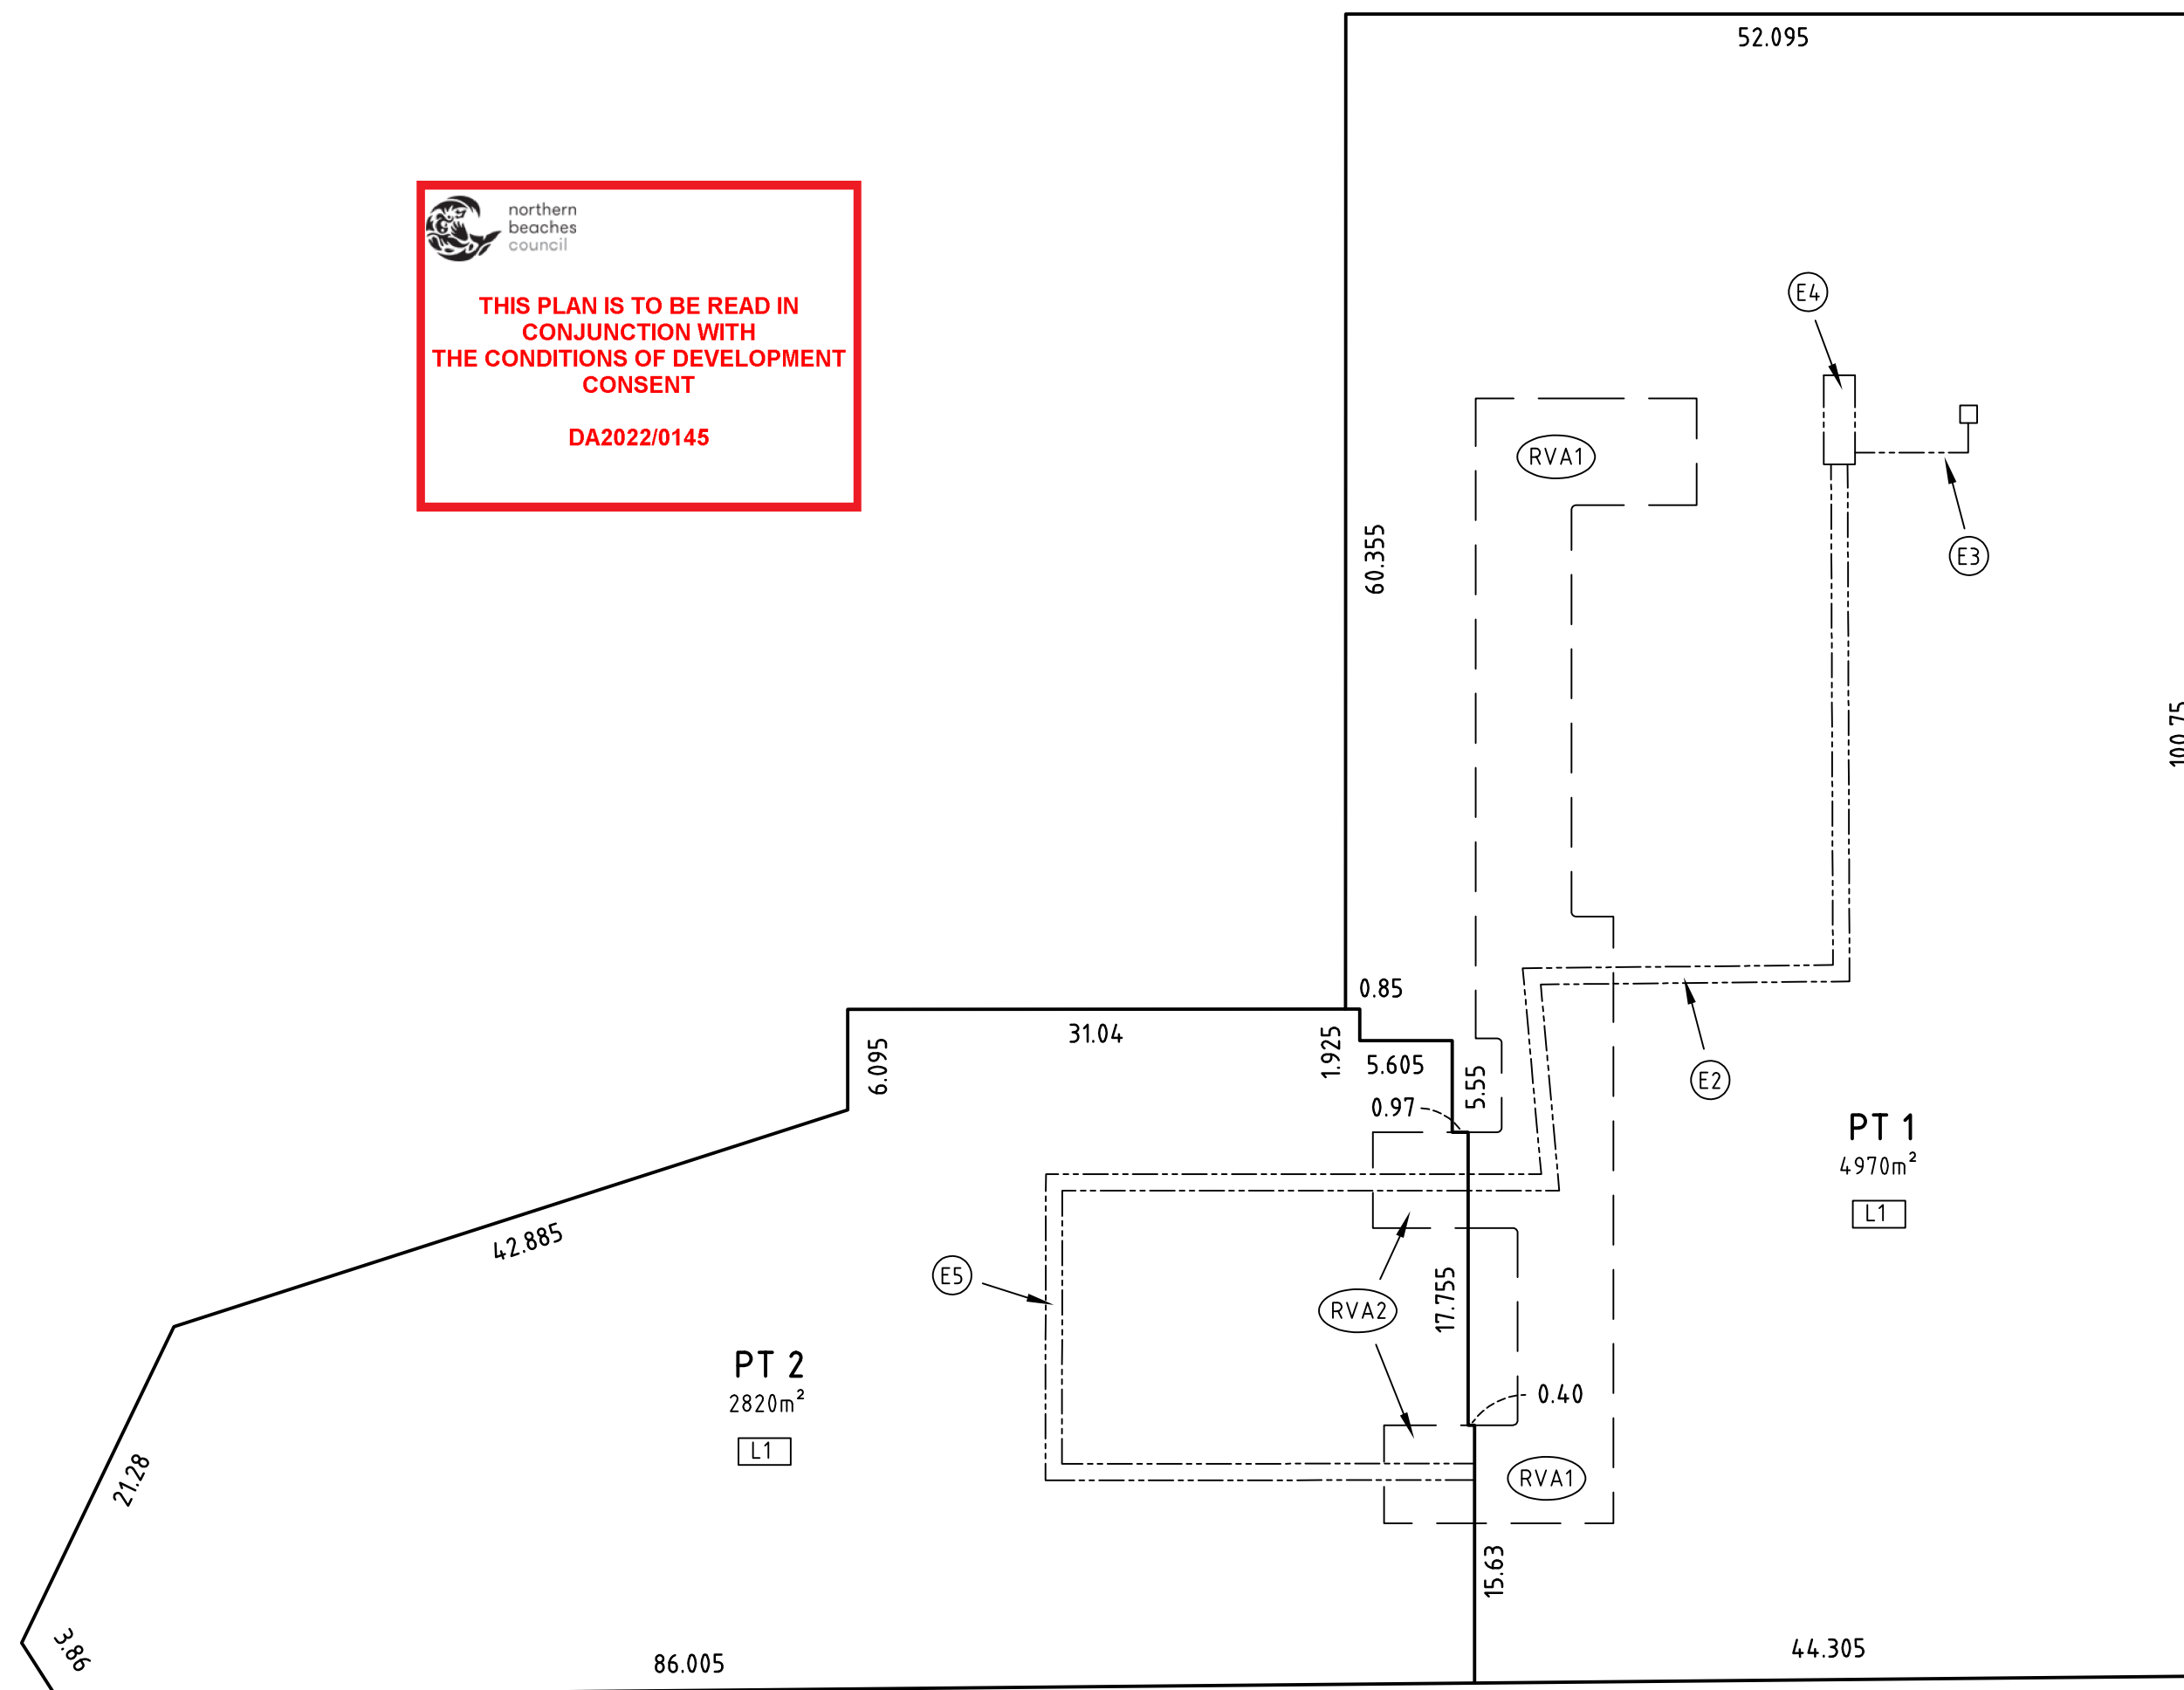 52.095
northern
beaches
council
THIS PLAN IS TO BE READ IN
CONJUNCTION WITH
THE CONDITIONS OF DEVELOPMENT
CONSENT
DA2022/0145
E4
RVA1
60.355
E3
100.75
0.85
31.04
1.925
6.095
5.605
5.55
0.97
E2
PT 1
4970m²
L1
42.885
E5
17.755
RVA2
PT 2
2820m²
L1
0.40
21.28
RVA1
15.63
3.86
86.005
44.305